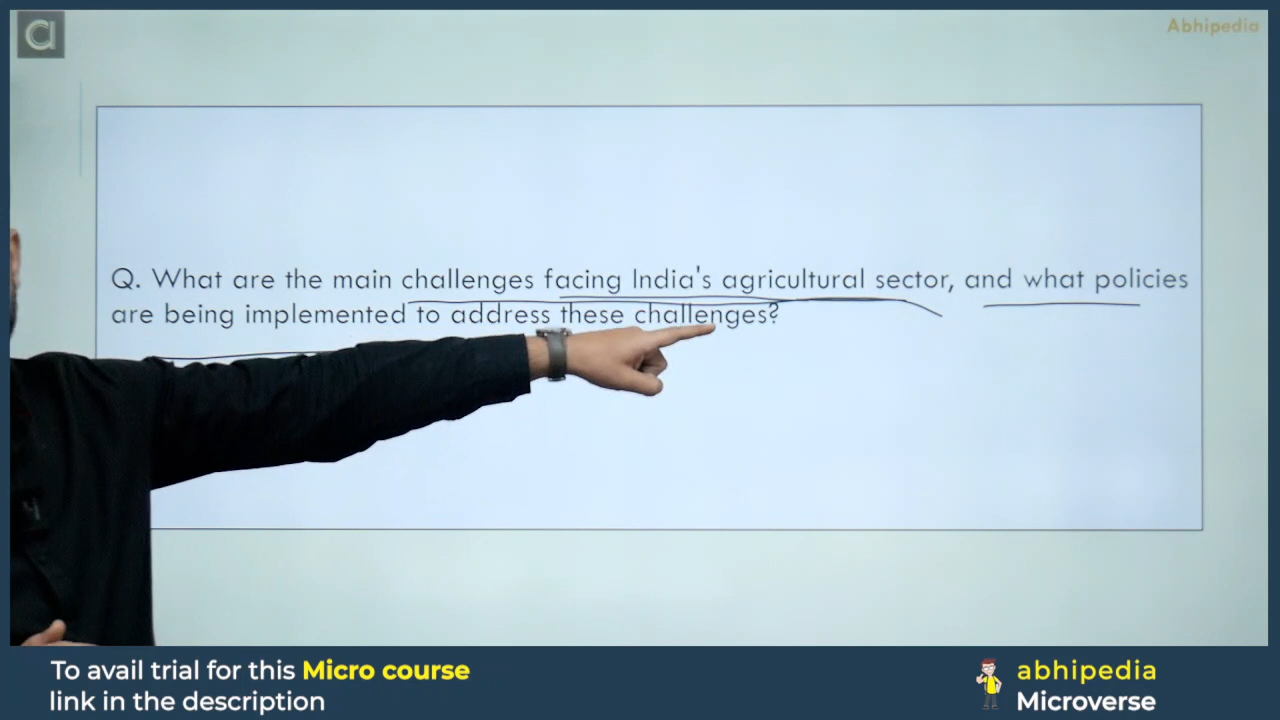 Abhipedia
Q. What are the main challenges facing India's agricultural sector, and what policies
are being implemented to address these challenges?
To avail trial for this Micro course
link in the description
abhipedia
Microverse